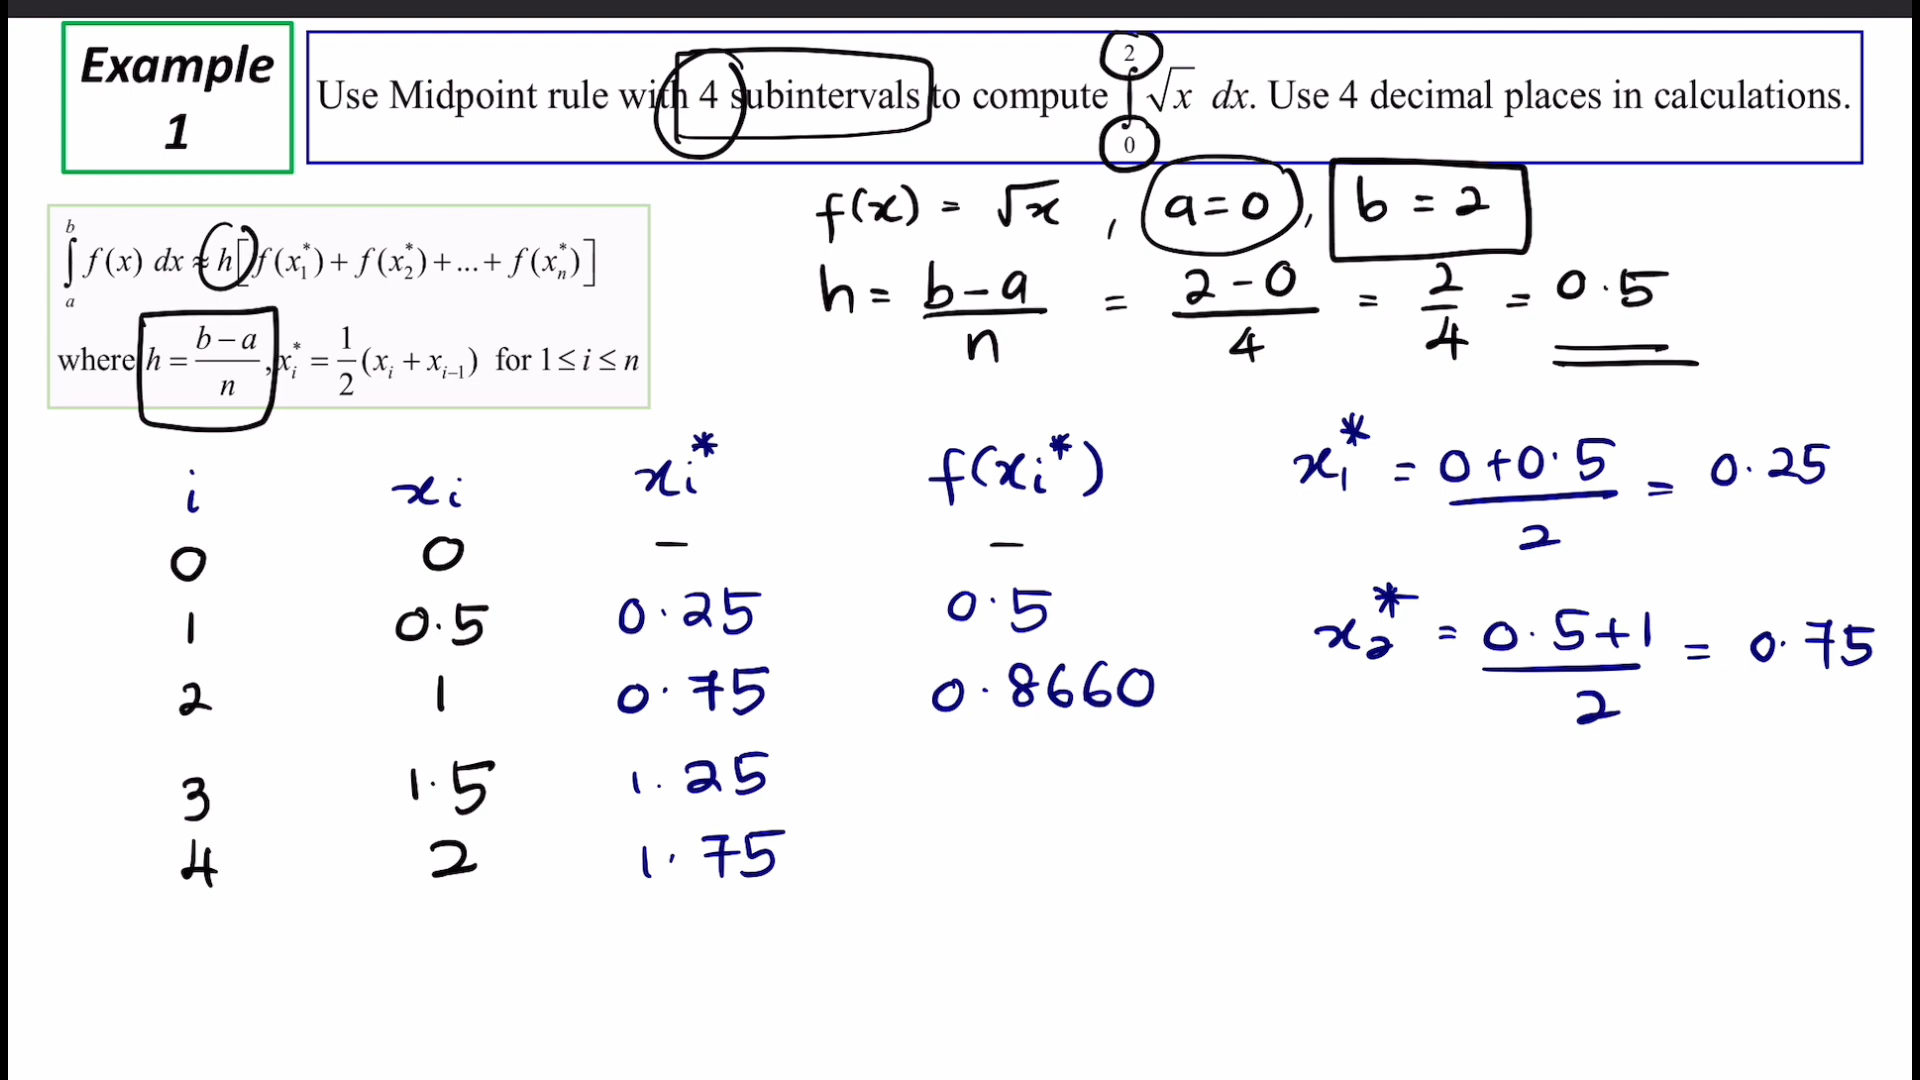 Example
1
Use Midpoint rule with 4 subintervals to compute ∫₀² √x dx. Use 4 decimal places in calculations.
f(x) = √x , a=0 , b = 2
∫ₐᵇ f(x) dx ≈ h[f(x₁*) + f(x₂*) + ... + f(xₙ*)]
where h = (b − a)/n , xᵢ* = 1/2 (xᵢ + xᵢ₋₁) for 1 ≤ i ≤ n
h = (b-a)/n = (2-0)/4 = 2/4 = 0.5
i xi xi* f(xi*)
0 0 – –
1 0.5 0.25 0.5
2 1 0.75 0.8660
3 1.5 1.25
4 2 1.75
x₁* = (0+0.5)/2 = 0.25
x₂* = (0.5+1)/2 = 0.75